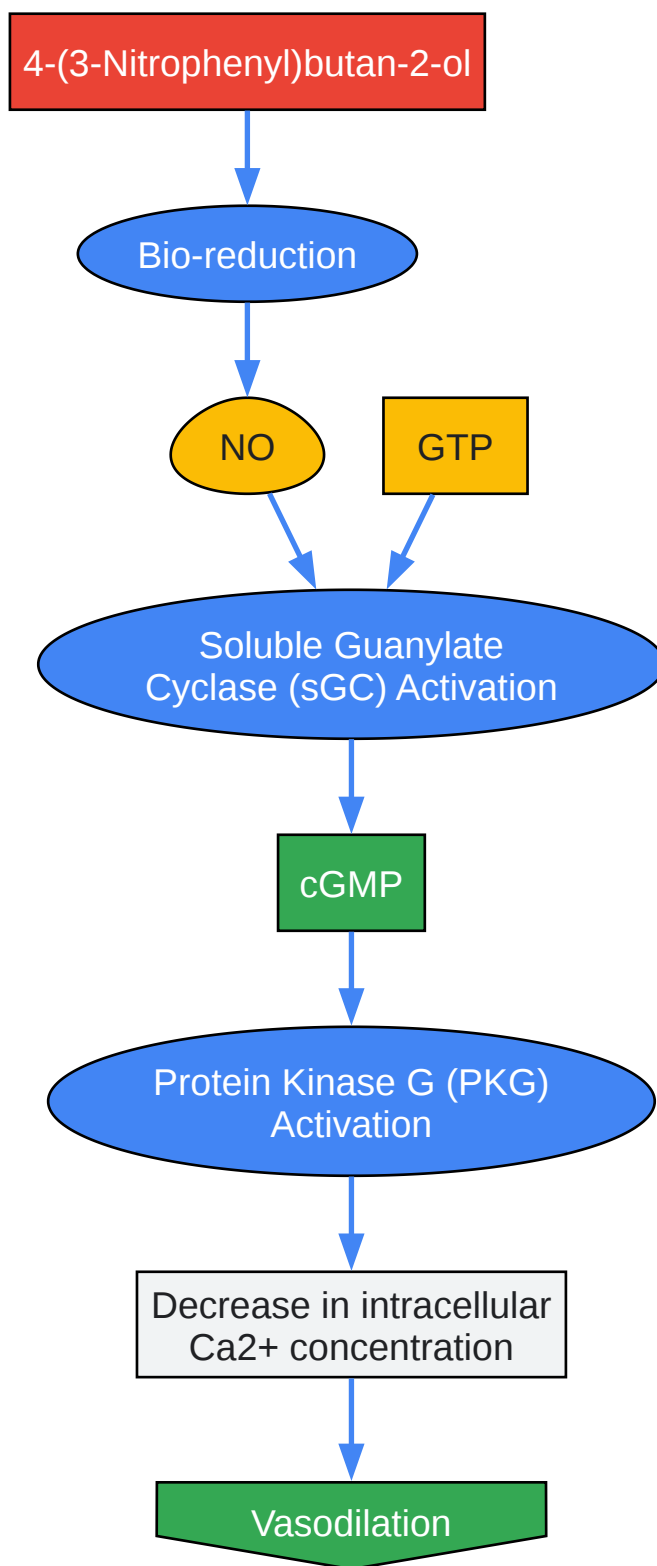 4-(3-Nitrophenyl)butan-2-ol
Bio-reduction
NO
GTP
Soluble Guanylate
Cyclase (sGC) Activation
cGMP
Protein Kinase G (PKG)
Activation
Decrease in intracellular
Ca2+ concentration
Vasodilation